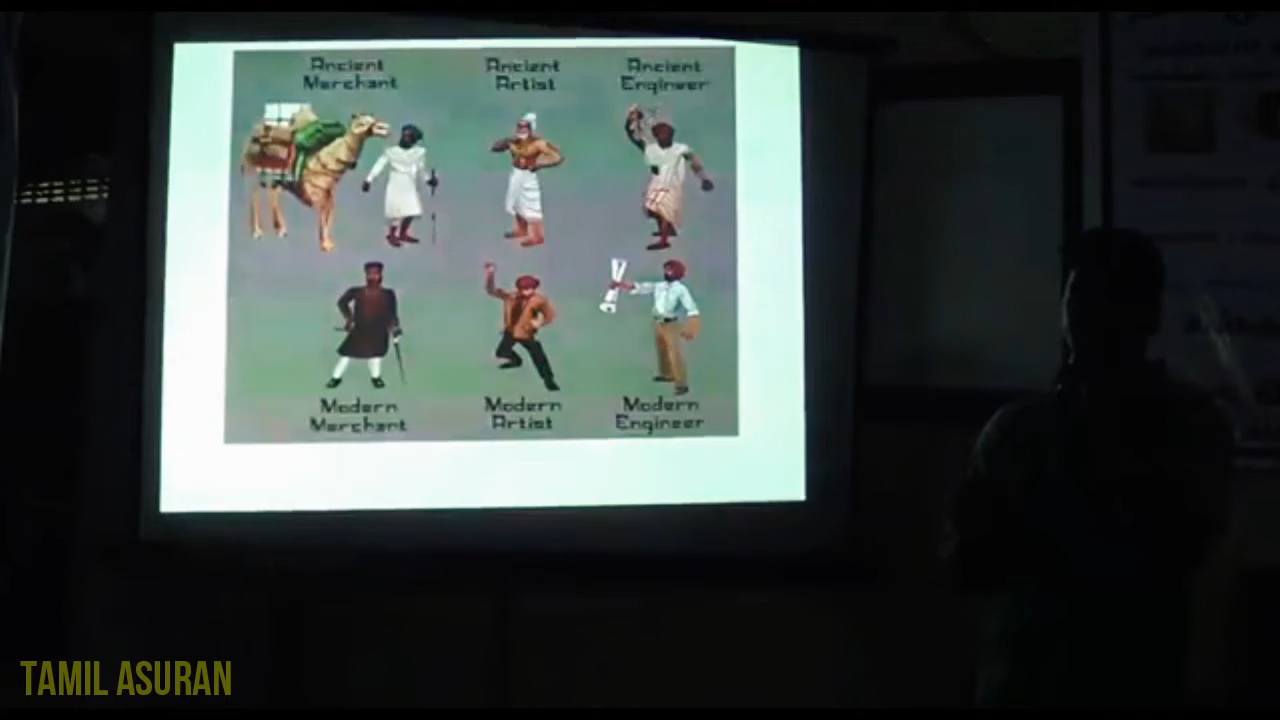 Ancient
Merchant
Ancient
Artist
Ancient
Engineer
Modern
Merchant
Modern
Artist
Modern
Engineer
TAMIL ASURAN